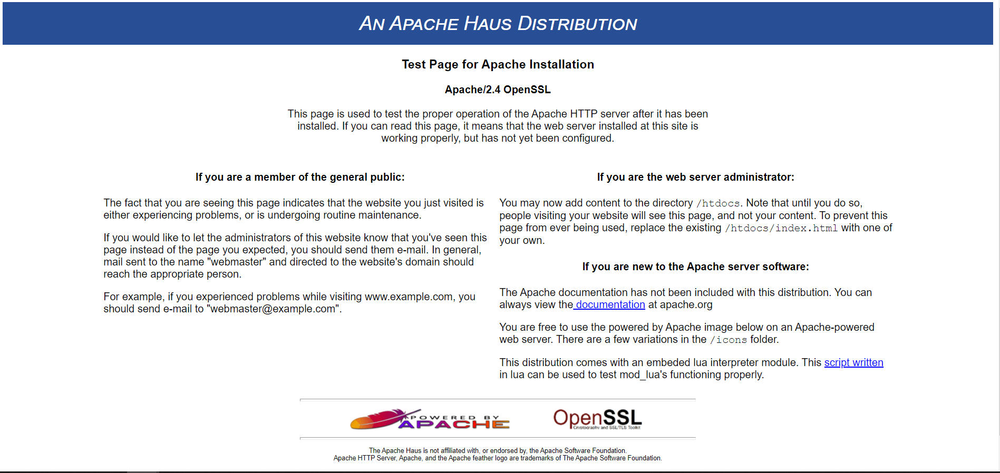 An Apache Haus Distribution
Test Page for Apache Installation
Apache/2.4 OpenSSL
This page is used to test the proper operation of the Apache HTTP server after it has been
installed. If you can read this page, it means that the web server installed at this site is
working properly, but has not yet been configured.
If you are a member of the general public:
The fact that you are seeing this page indicates that the website you just visited is
either experiencing problems, or is undergoing routine maintenance.
If you would like to let the administrators of this website know that you've seen this
page instead of the page you expected, you should send them e-mail. In general,
mail sent to the name "webmaster" and directed to the website's domain should
reach the appropriate person.
For example, if you experienced problems while visiting www.example.com, you
should send e-mail to "webmaster@example.com".
If you are the web server administrator:
You may now add content to the directory /htdocs. Note that until you do so,
people visiting your website will see this page, and not your content. To prevent this
page from ever being used, replace the existing /htdocs/index.html with one of
your own.
If you are new to the Apache server software:
The Apache documentation has not been included with this distribution. You can
always view the documentation at apache.org
You are free to use the powered by Apache image below on an Apache-powered
web server. There are a few variations in the /icons folder.
This distribution comes with an embeded lua interpreter module. This script written
in lua can be used to test mod_lua's functioning properly.
POWERED BY
APACHE
OpenSSL
Cryptography and SSL/TLS Toolkit
The Apache Haus is not affiliated with, or endorsed by, the Apache Software Foundation.
Apache HTTP Server, Apache, and the Apache feather logo are trademarks of The Apache Software Foundation.